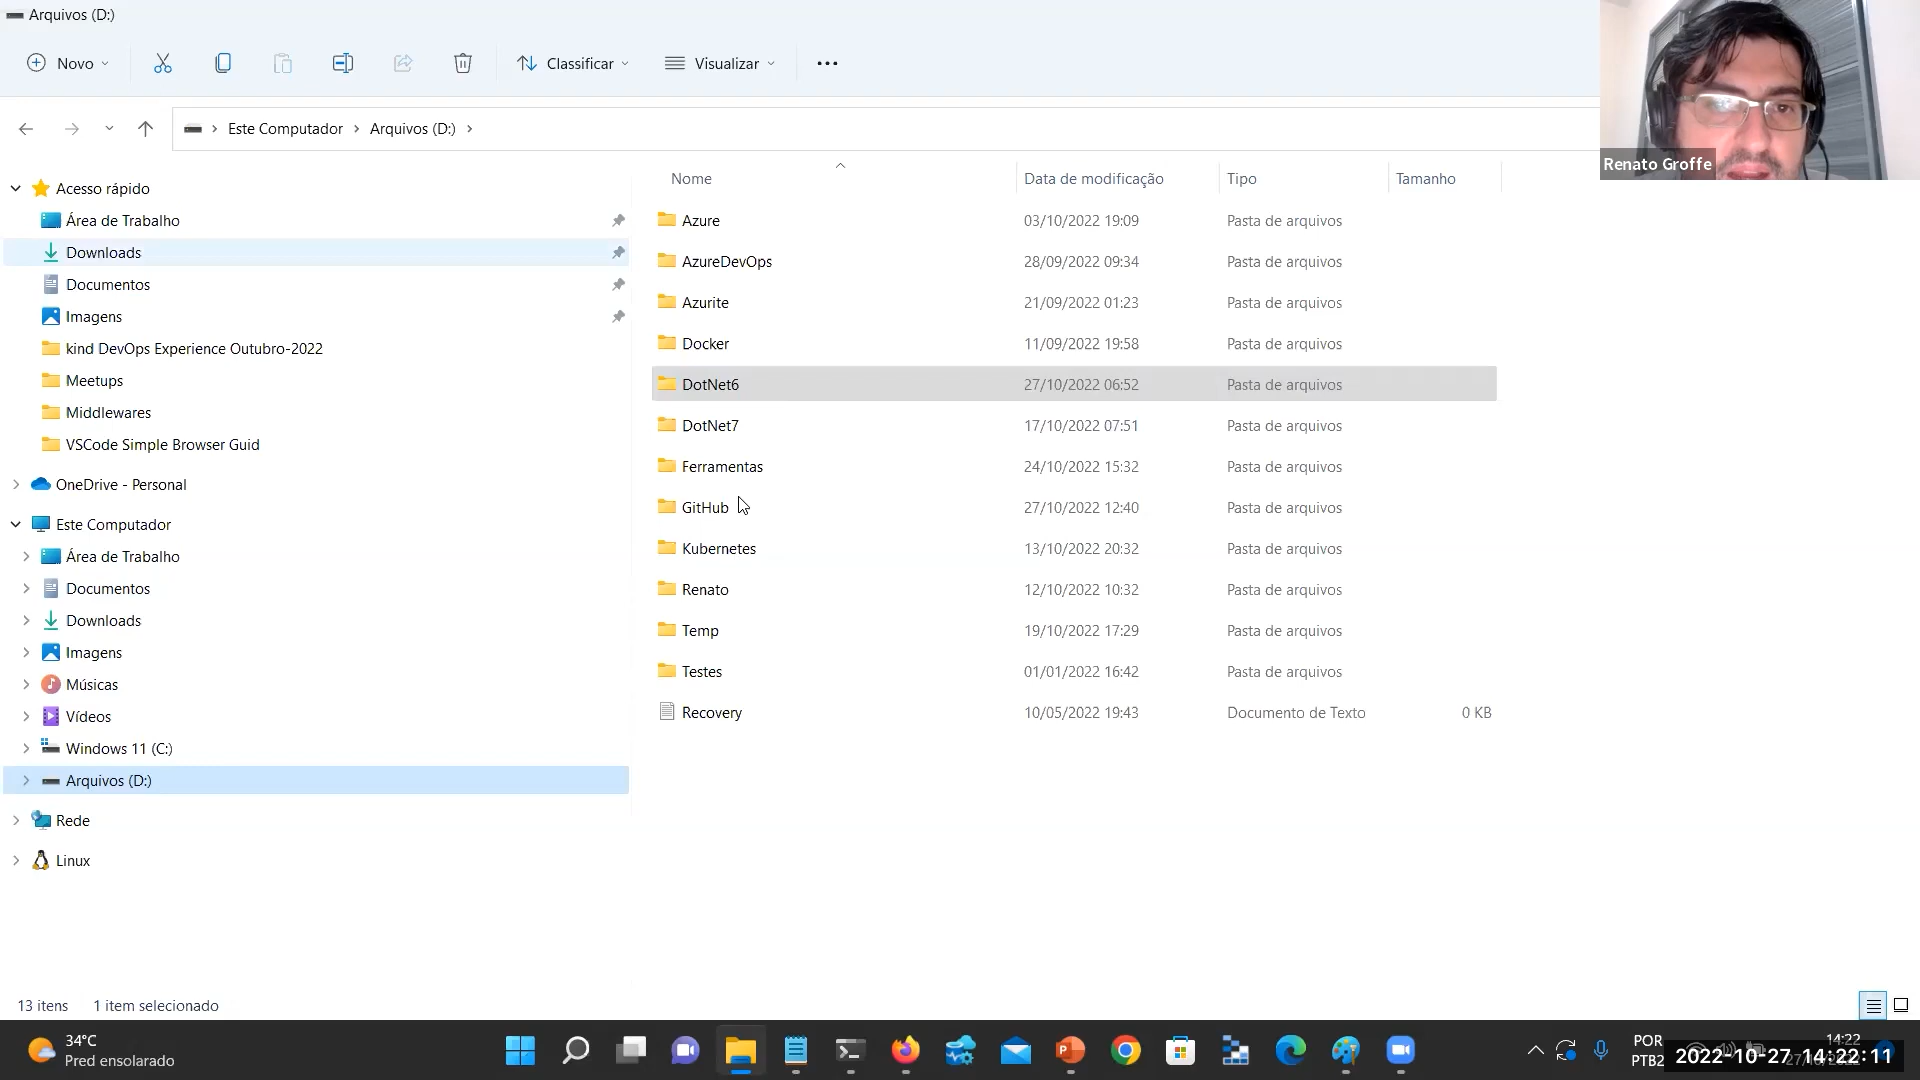 Arquivos (D:)
Novo
Classificar
Visualizar
Este Computador
Arquivos (D:)
Renato Groffe
Nome
Data de modificação
Tipo
Tamanho
Acesso rápido
Área de Trabalho
Downloads
Documentos
Imagens
kind DevOps Experience Outubro-2022
Meetups
Middlewares
VSCode Simple Browser Guid
OneDrive - Personal
Este Computador
Área de Trabalho
Documentos
Downloads
Imagens
Músicas
Vídeos
Windows 11 (C:)
Arquivos (D:)
Rede
Linux
Azure 03/10/2022 19:09 Pasta de arquivos
AzureDevOps 28/09/2022 09:34 Pasta de arquivos
Azurite 21/09/2022 01:23 Pasta de arquivos
Docker 11/09/2022 19:58 Pasta de arquivos
DotNet6 27/10/2022 06:52 Pasta de arquivos
DotNet7 17/10/2022 07:51 Pasta de arquivos
Ferramentas 24/10/2022 15:32 Pasta de arquivos
GitHub 27/10/2022 12:40 Pasta de arquivos
Kubernetes 13/10/2022 20:32 Pasta de arquivos
Renato 12/10/2022 10:32 Pasta de arquivos
Temp 19/10/2022 17:29 Pasta de arquivos
Testes 01/01/2022 16:42 Pasta de arquivos
Recovery 10/05/2022 19:43 Documento de Texto 0 KB
13 itens
1 item selecionado
34°C
Pred ensolarado
POR
PTB2
14:22
2022-10-27 14:22:11